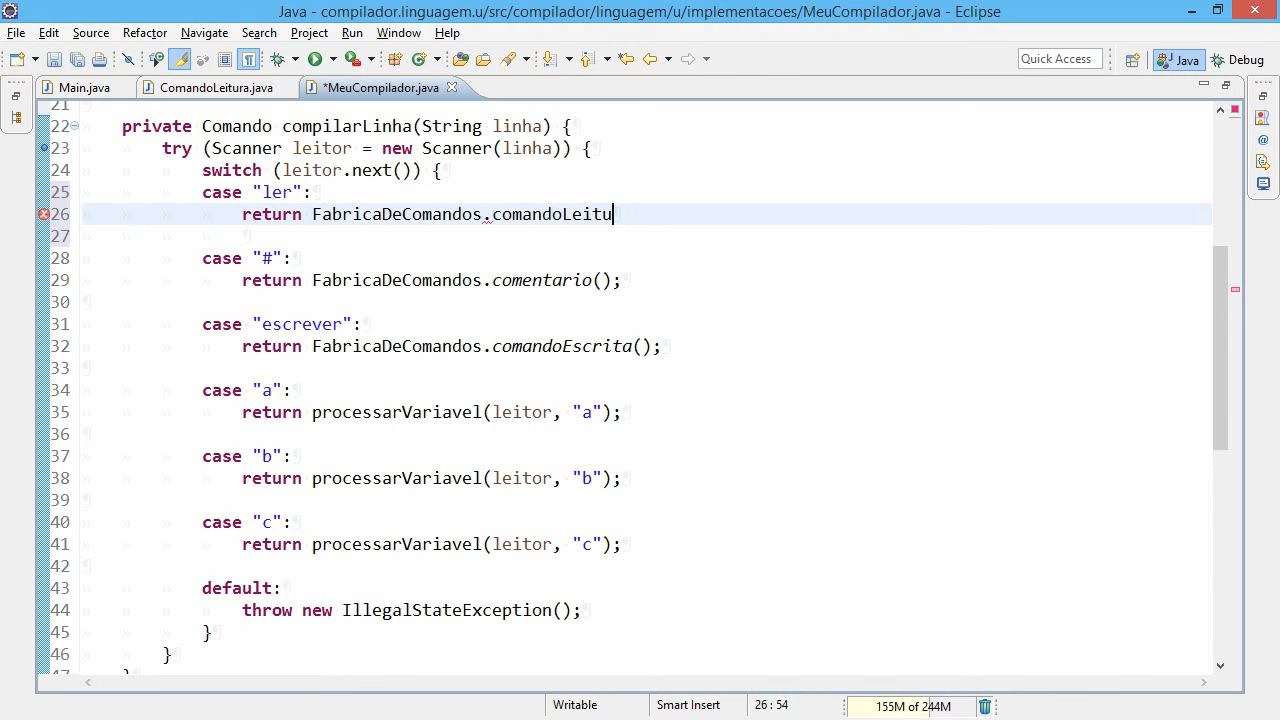 Java - compilador.linguagem.u/src/compilador/linguagem/u/implementacoes/MeuCompilador.java - Eclipse
File Edit Source Refactor Navigate Search Project Run Window Help
Quick Access Java Debug
Main.java ComandoLeitura.java *MeuCompilador.java
21
22 private Comando compilarLinha(String linha) {
23 try (Scanner leitor = new Scanner(linha)) {
24 switch (leitor.next()) {
25 case "ler":
26 return FabricaDeComandos.comandoLeitu
27
28 case "#":
29 return FabricaDeComandos.comentario();
30
31 case "escrever":
32 return FabricaDeComandos.comandoEscrita();
33
34 case "a":
35 return processarVariavel(leitor, "a");
36
37 case "b":
38 return processarVariavel(leitor, "b");
39
40 case "c":
41 return processarVariavel(leitor, "c");
42
43 default:
44 throw new IllegalStateException();
45 }
46 }
47 }
Writable Smart Insert 26 : 54 155M of 244M